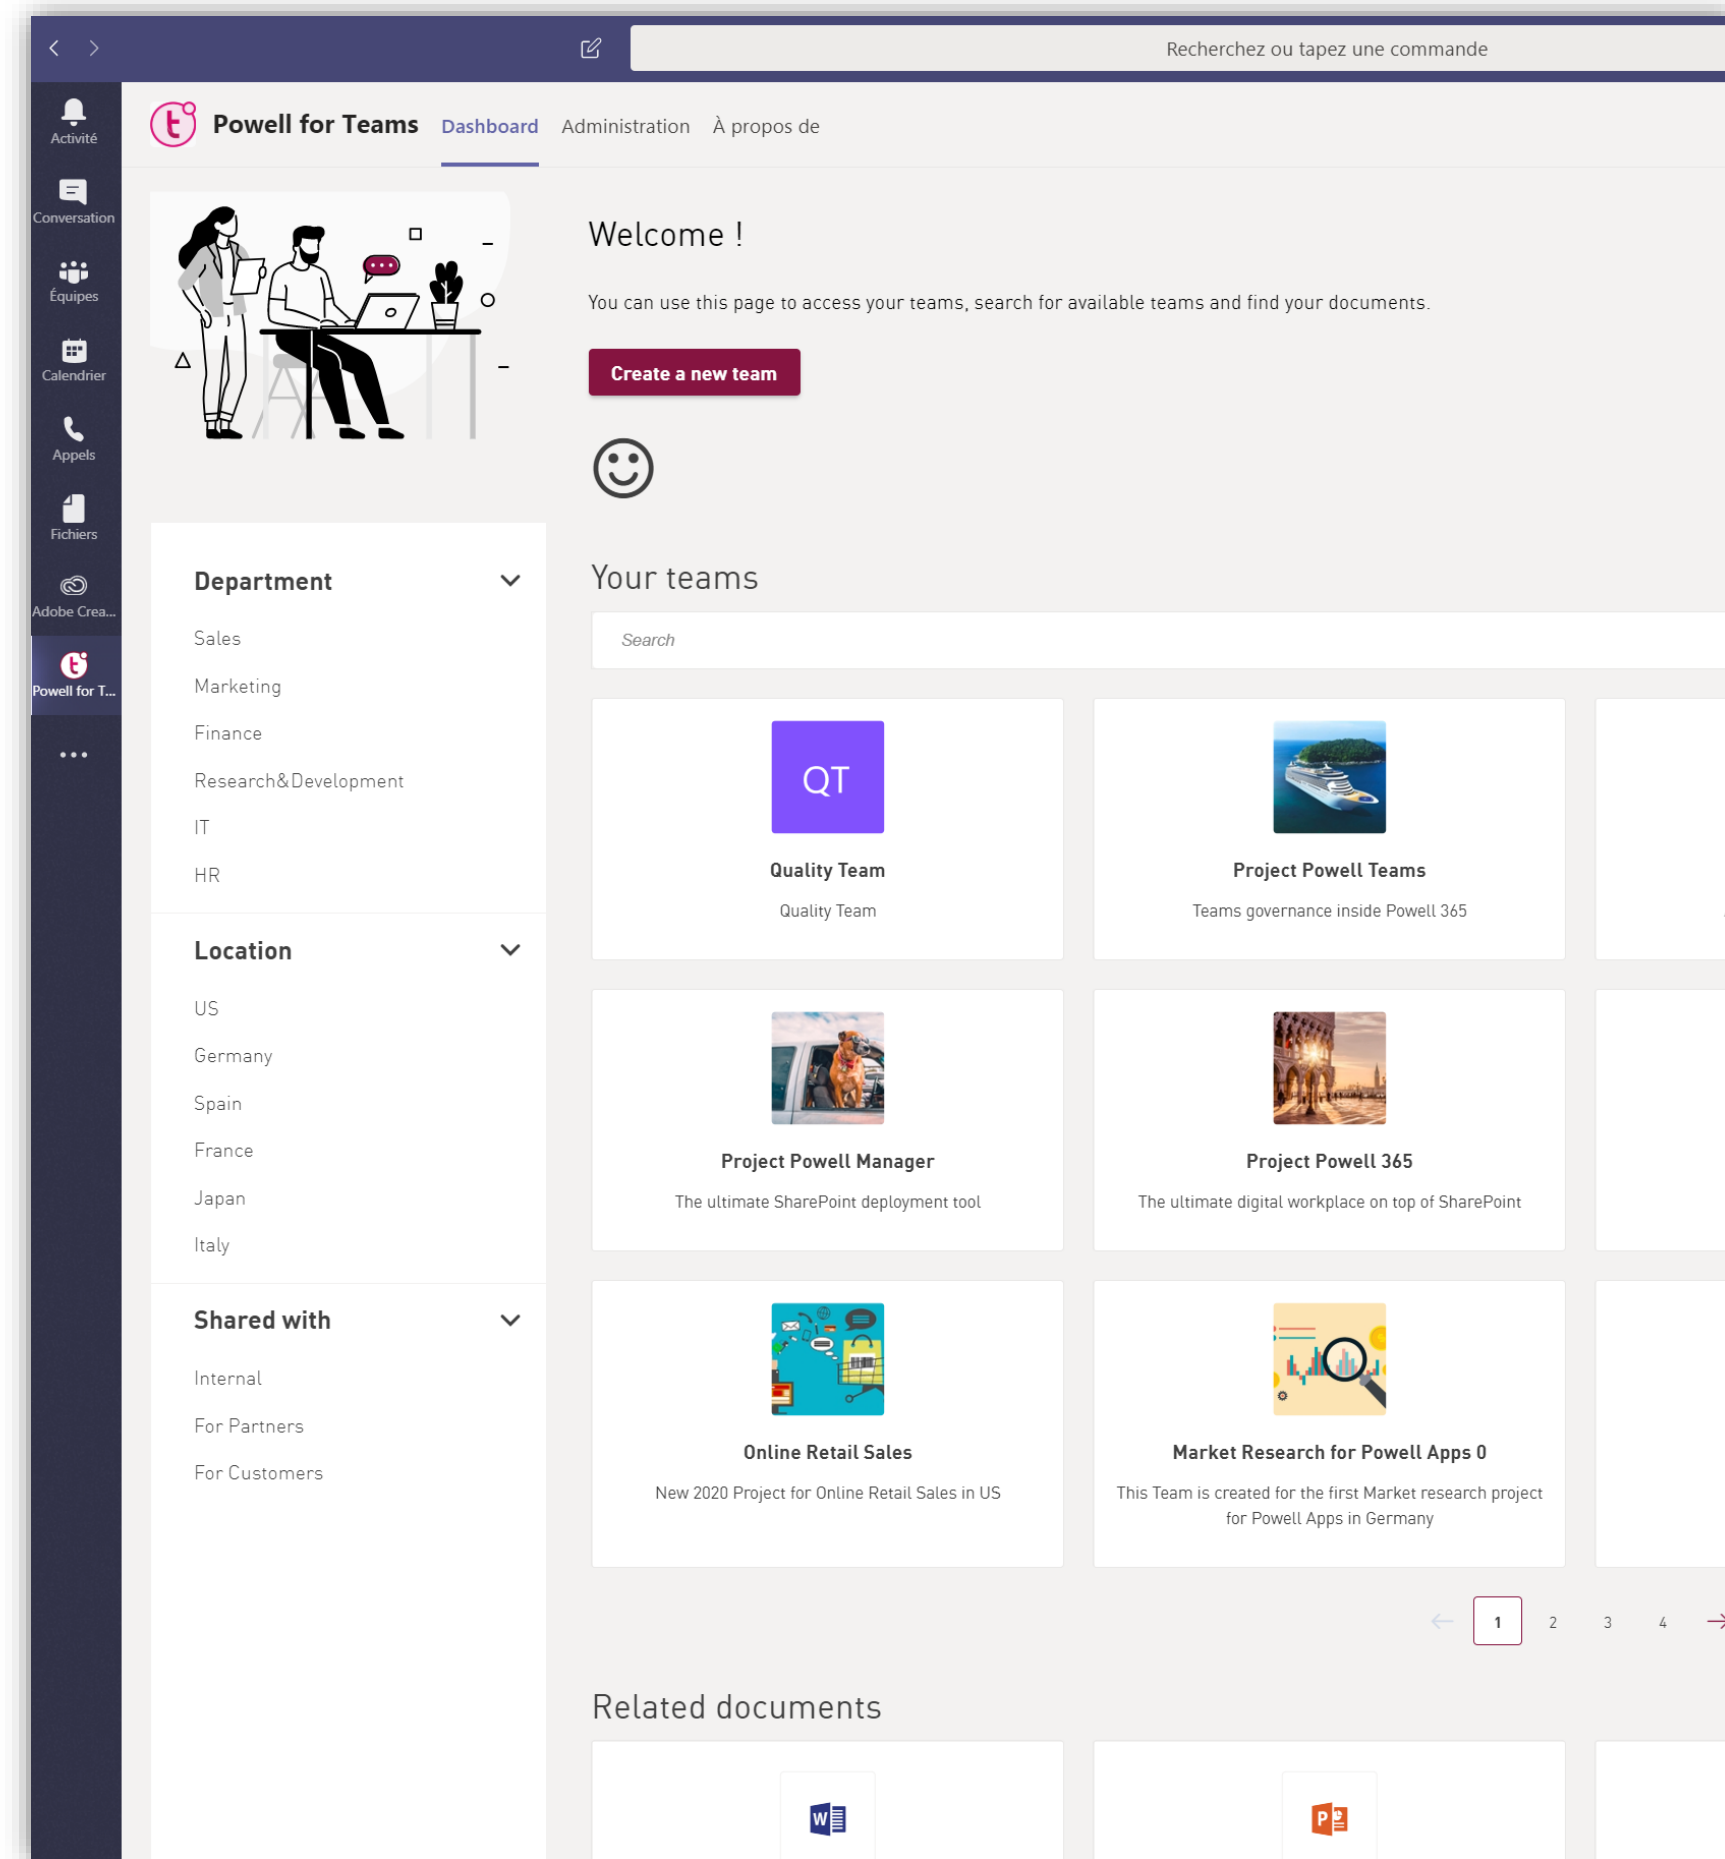 Recherchez ou tapez une commande
Activité
Conversation
Équipes
Calendrier
Appels
Fichiers
Adobe Crea...
Powell for T...
Powell for Teams
Dashboard
Administration
À propos de
Welcome !
You can use this page to access your teams, search for available teams and find your documents.
Create a new team
Department
Sales
Marketing
Finance
Research&Development
IT
HR
Location
US
Germany
Spain
France
Japan
Italy
Shared with
Internal
For Partners
For Customers
Your teams
Search
QT
Quality Team
Quality Team
Project Powell Teams
Teams governance inside Powell 365
Project Powell Manager
The ultimate SharePoint deployment tool
Project Powell 365
The ultimate digital workplace on top of SharePoint
Online Retail Sales
New 2020 Project for Online Retail Sales in US
Market Research for Powell Apps 0
This Team is created for the first Market research project
for Powell Apps in Germany
1 2 3 4
Related documents
W
P